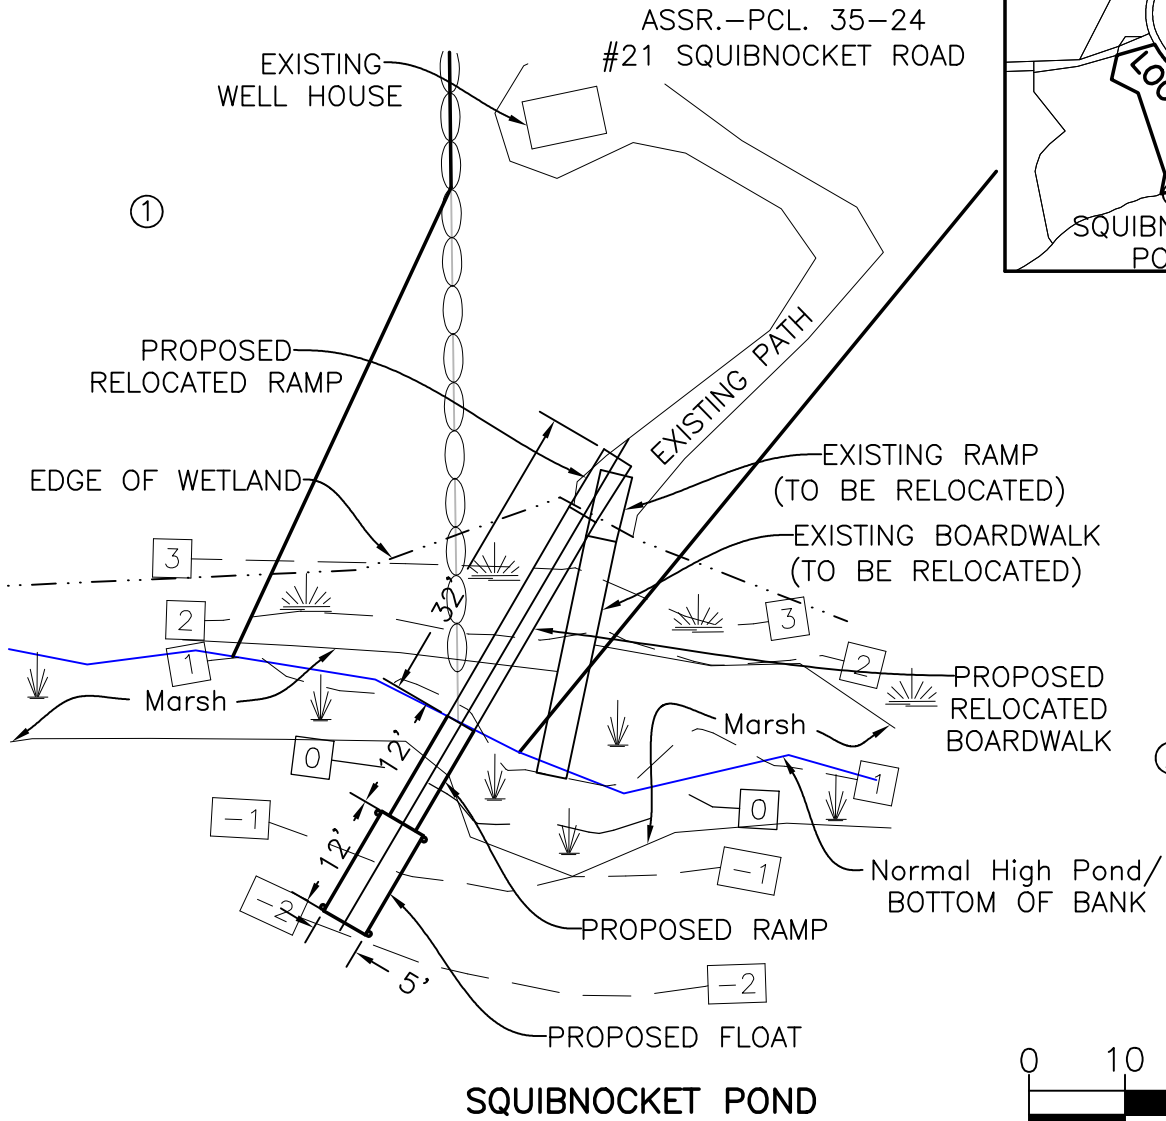 ASSR.-PCL. 35-24
#21 SQUIBNOCKET ROAD
EXISTING
WELL HOUSE
1
PROPOSED
RELOCATED RAMP
EXISTING PATH
EDGE OF WETLAND
EXISTING RAMP
(TO BE RELOCATED)
EXISTING BOARDWALK
(TO BE RELOCATED)
3
2
1
32'
3
2
Marsh
PROPOSED
RELOCATED
BOARDWALK
Marsh
0
12'
1
0
-1
12'
-1
Normal High Pond/
BOTTOM OF BANK
-2
PROPOSED RAMP
5'
-2
PROPOSED FLOAT
SQUIBNOCKET POND
0 10